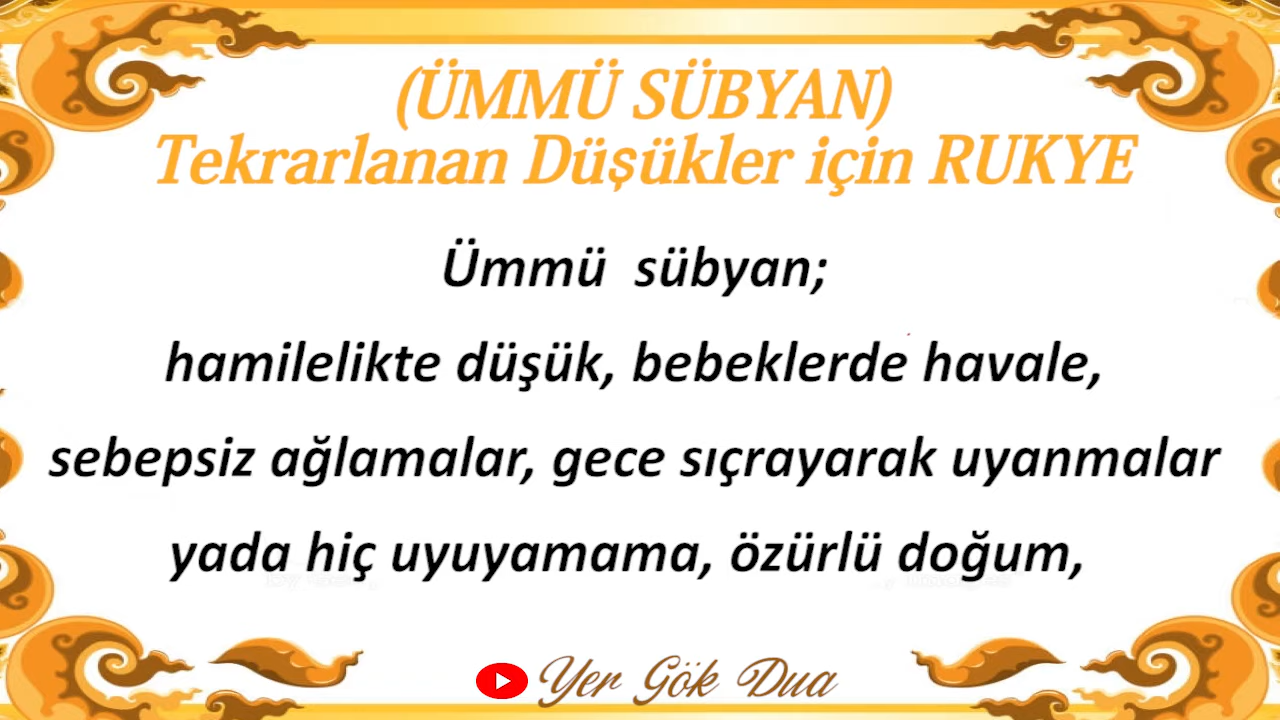 (ÜMMÜ SÜBYAN)
Tekrarlanan Düşükler için RUKYE
Ümmü sübyan;
hamilelikte düşük, bebeklerde havale,
sebepsiz ağlamalar, gece sıçrayarak uyanmalar
yada hiç uyuyamama, özürlü doğum,
Yer Gök Dua